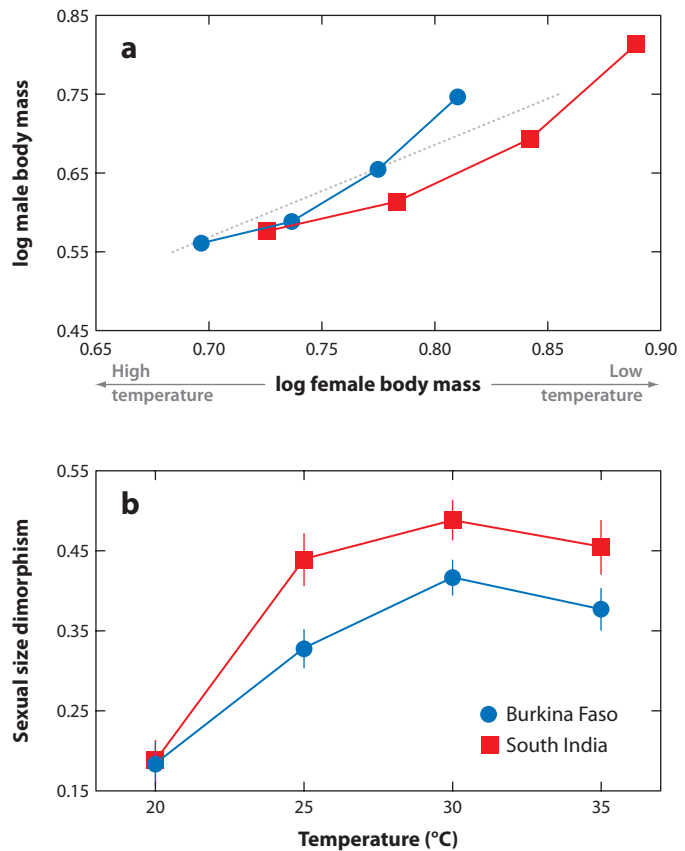 0.85
a
0.75
0.65
0.55
0.45
log male body mass
0.65 0.70 0.75 0.80 0.85 0.90
High temperature
log female body mass
Low temperature
0.55
b
0.45
0.35
0.25
0.15
Sexual size dimorphism
Burkina Faso
South India
20 25 30 35
Temperature (°C)